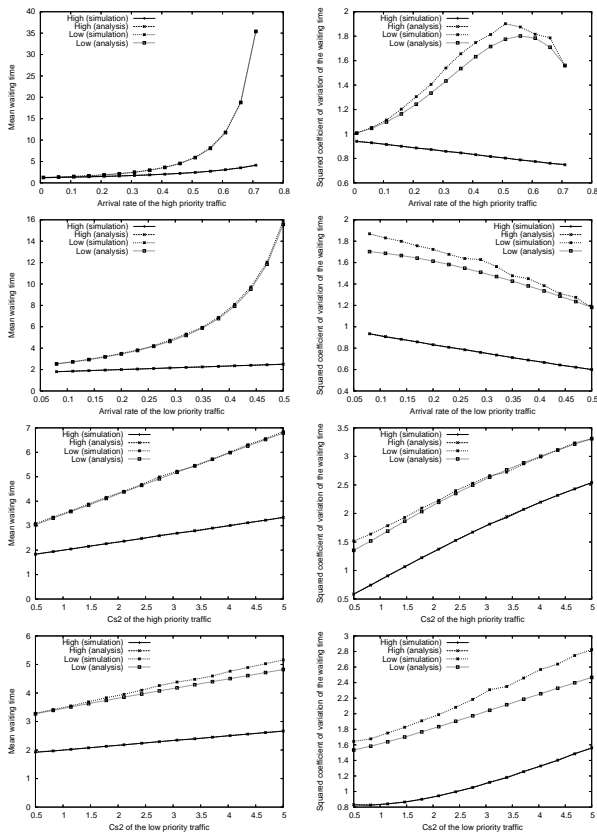 High (simulation)
High (analysis)
Low (simulation)
Low (analysis)
Mean waiting time
40
35
30
25
20
15
10
5
0
0 0.1 0.2 0.3 0.4 0.5 0.6 0.7 0.8
Arrival rate of the high priority traffic
High (simulation)
High (analysis)
Low (simulation)
Low (analysis)
Squared coefficient of variation of the waiting time
2
1.8
1.6
1.4
1.2
1
0.8
0.6
0 0.1 0.2 0.3 0.4 0.5 0.6 0.7 0.8
Arrival rate of the high priority traffic
High (simulation)
High (analysis)
Low (simulation)
Low (analysis)
Mean waiting time
16
14
12
10
8
6
4
2
0
0.05 0.1 0.15 0.2 0.25 0.3 0.35 0.4 0.45 0.5
Arrival rate of the low priority traffic
High (simulation)
High (analysis)
Low (simulation)
Low (analysis)
Squared coefficient of variation of the waiting time
2
1.8
1.6
1.4
1.2
1
0.8
0.6
0.4
0.05 0.1 0.15 0.2 0.25 0.3 0.35 0.4 0.45 0.5
Arrival rate of the low priority traffic
High (simulation)
High (analysis)
Low (simulation)
Low (analysis)
Mean waiting time
7
6
5
4
3
2
1
0
0.5 1 1.5 2 2.5 3 3.5 4 4.5 5
Cs2 of the high priority traffic
High (simulation)
High (analysis)
Low (simulation)
Low (analysis)
Squared coefficient of variation of the waiting time
3.5
3
2.5
2
1.5
1
0.5
0.5 1 1.5 2 2.5 3 3.5 4 4.5 5
Cs2 of the high priority traffic
High (simulation)
High (analysis)
Low (simulation)
Low (analysis)
Mean waiting time
6
5
4
3
2
1
0
0.5 1 1.5 2 2.5 3 3.5 4 4.5 5
Cs2 of the low priority traffic
High (simulation)
High (analysis)
Low (simulation)
Low (analysis)
Squared coefficient of variation of the waiting time
3
2.8
2.6
2.4
2.2
2
1.8
1.6
1.4
1.2
1
0.8
0.5 1 1.5 2 2.5 3 3.5 4 4.5 5
Cs2 of the low priority traffic